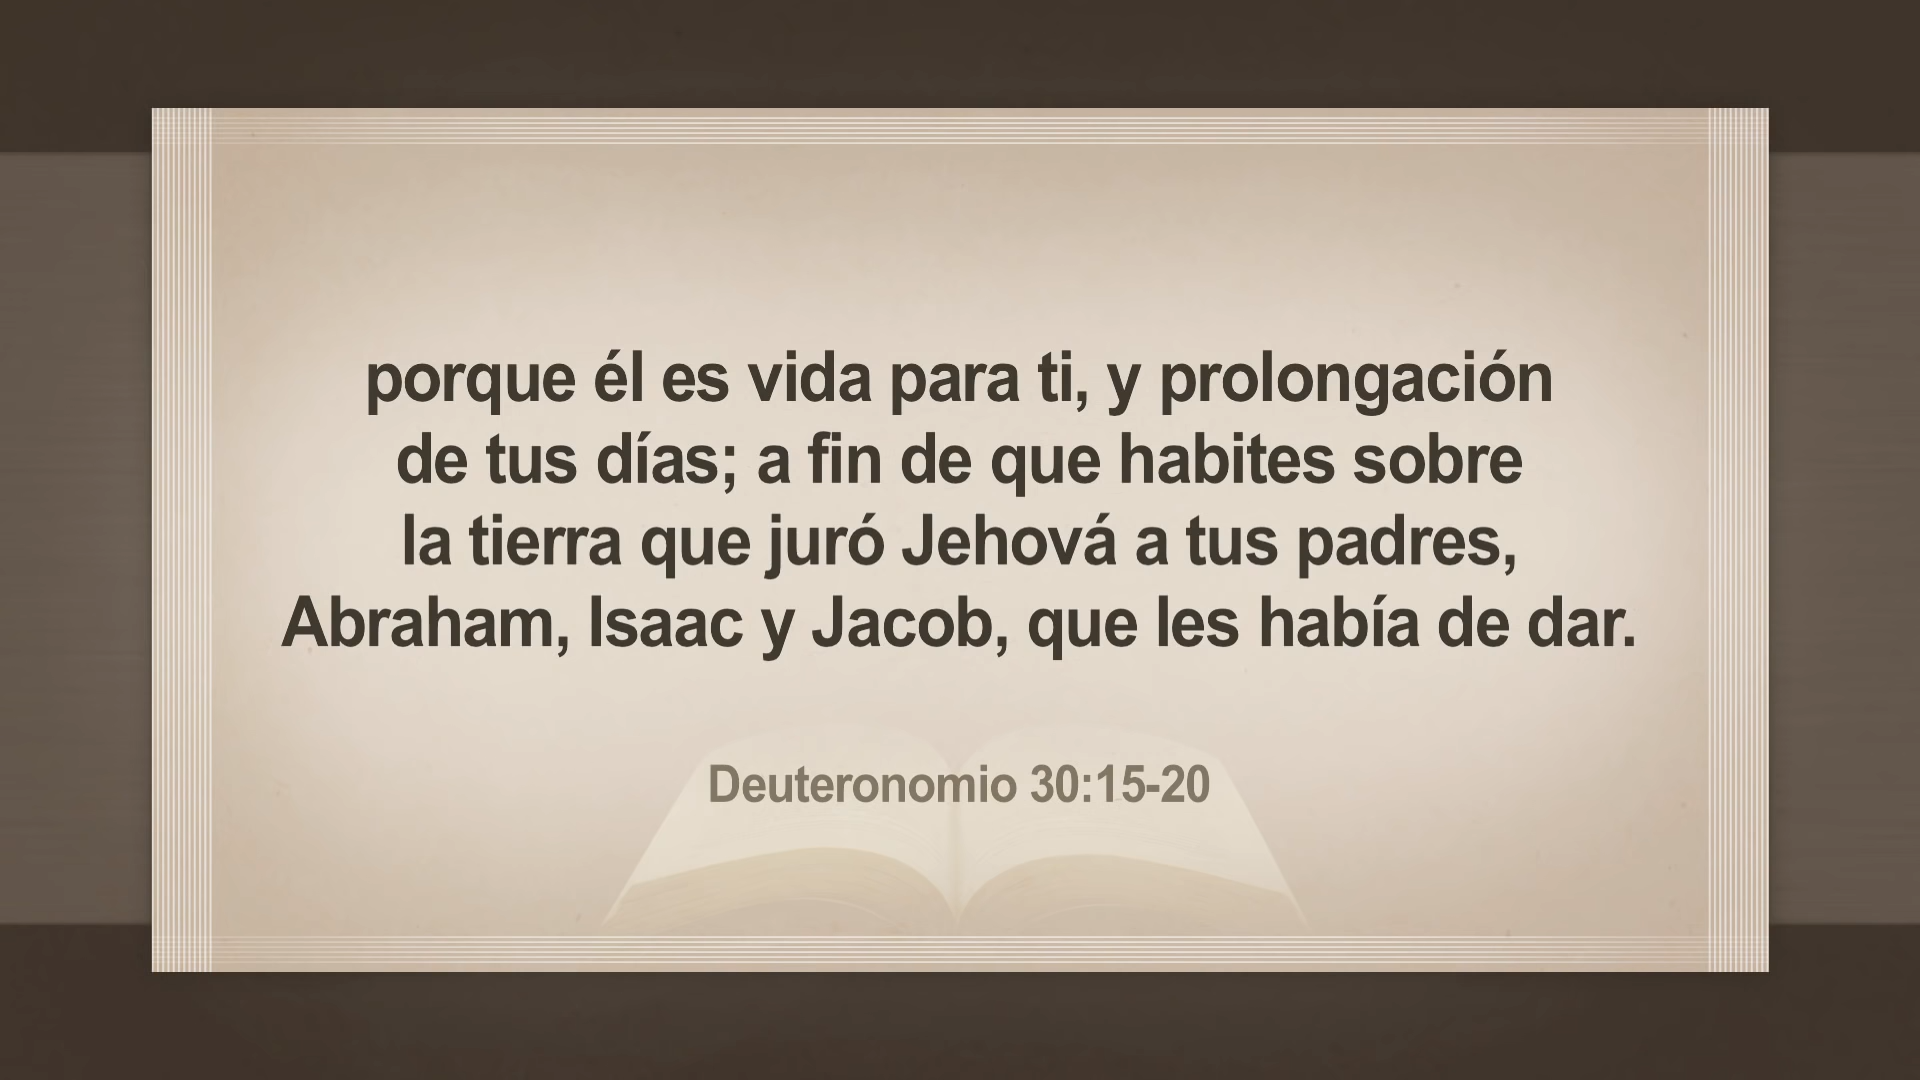 porque él es vida para ti, y prolongación
de tus días; a fin de que habites sobre
la tierra que juró Jehová a tus padres,
Abraham, Isaac y Jacob, que les había de dar.
Deuteronomio 30:15-20